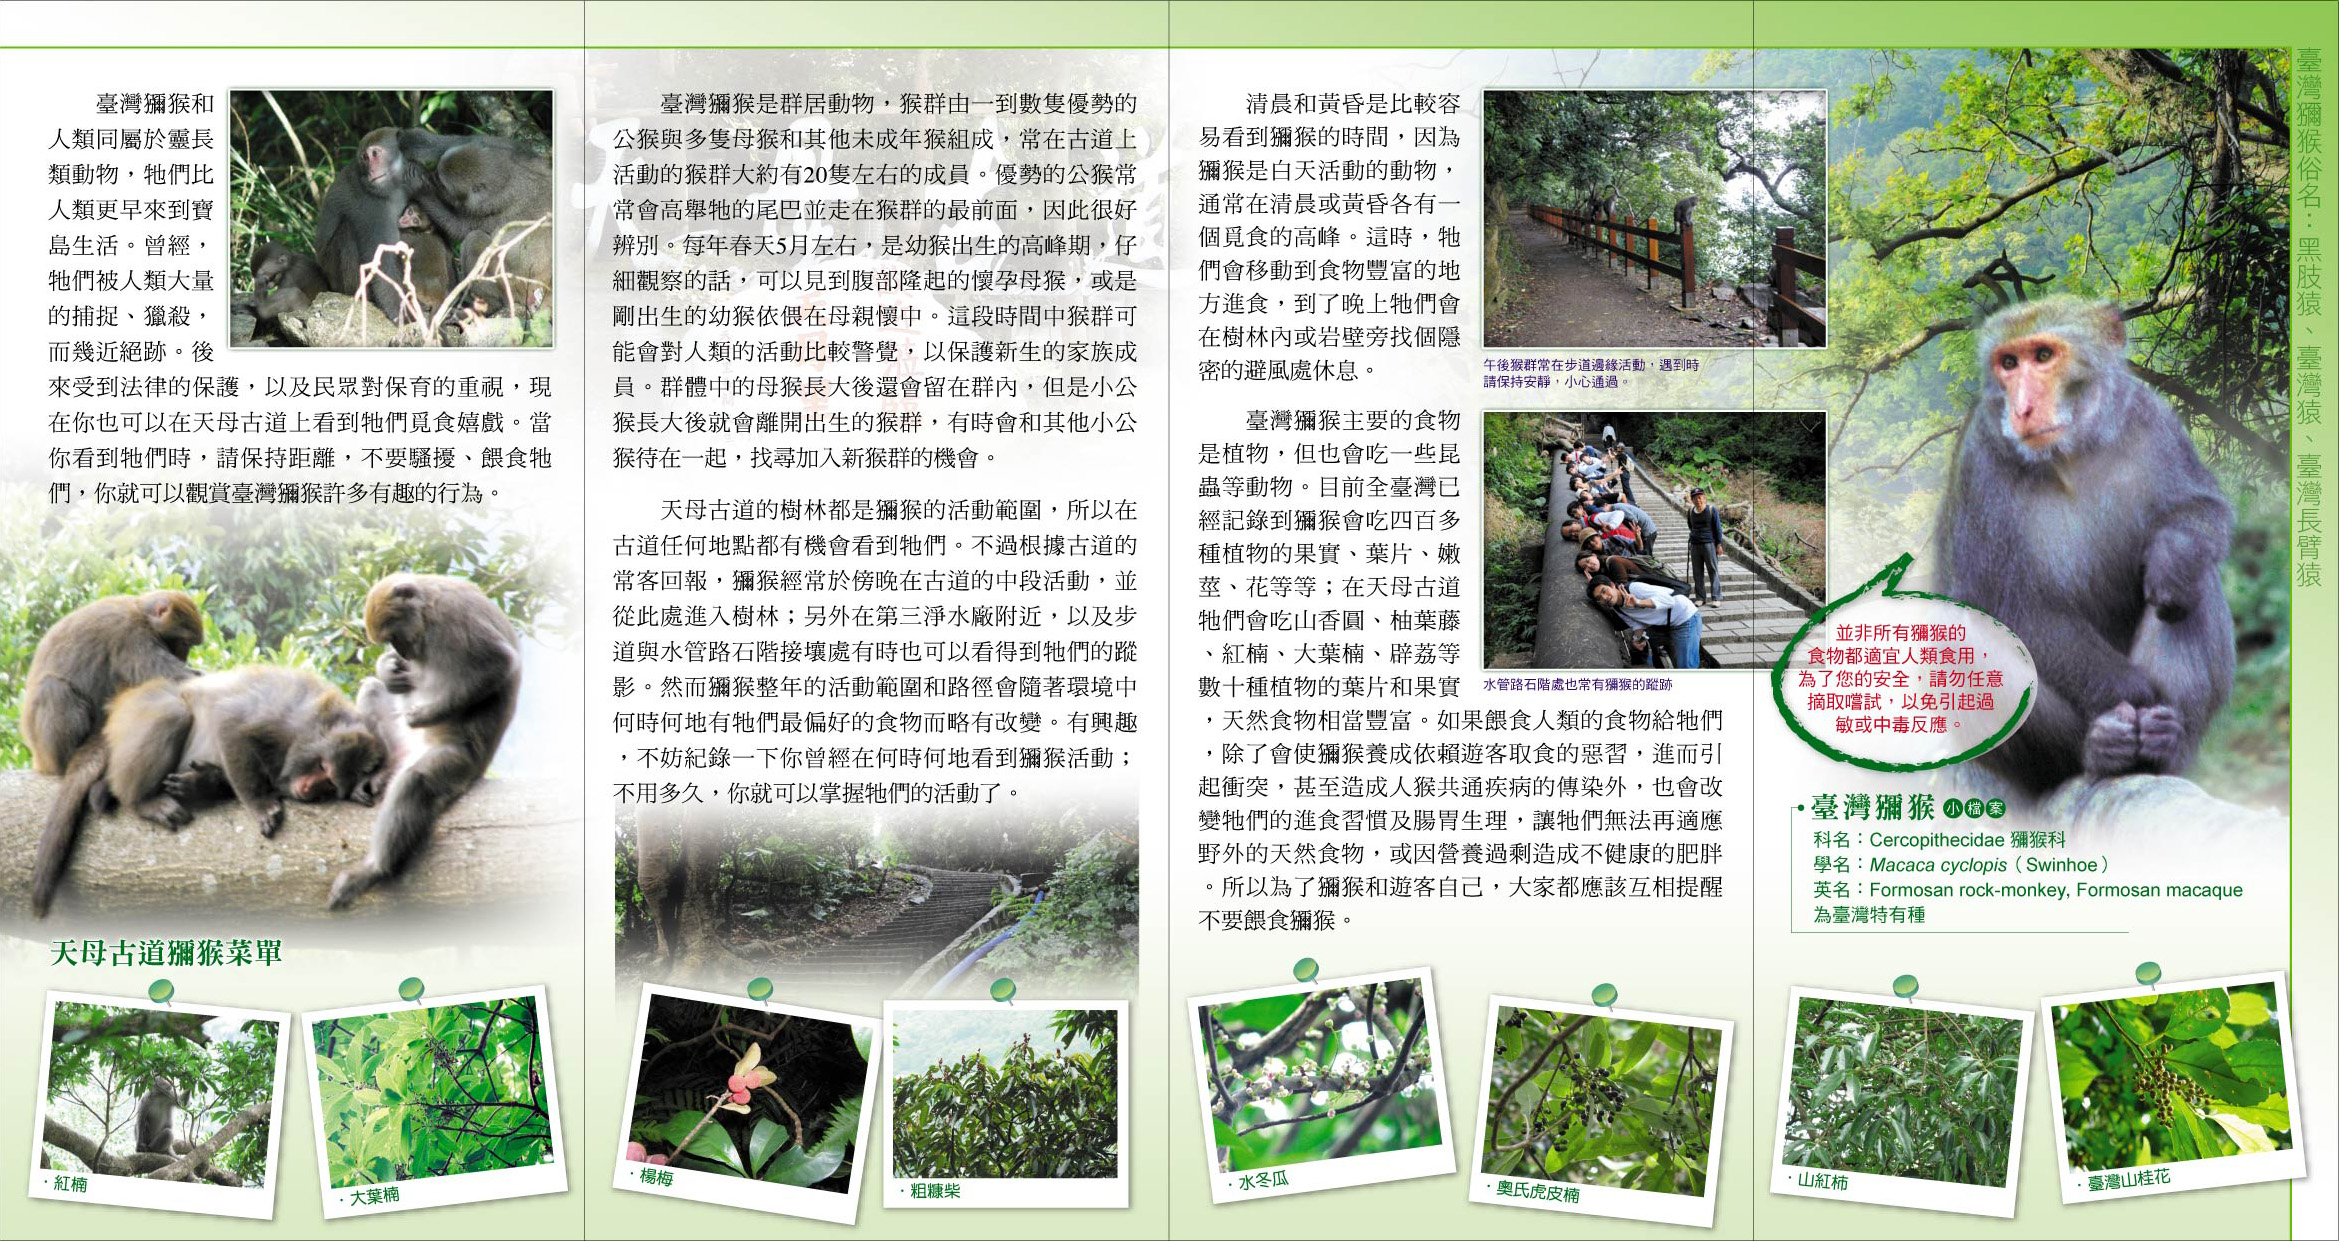 臺灣獼猴和
人類同屬於靈長
類動物，牠們比
人類更早來到寶
島生活。曾經，
牠們被人類大量
的捕捉、獵殺，
而幾近絕跡。後
來受到法律的保護，以及民眾對保育的重視，現
在你也可以在天母古道上看到牠們覓食嬉戲。當
你看到牠們時，請保持距離，不要騷擾、餵食牠
們，你就可以觀賞臺灣獼猴許多有趣的行為。
臺灣獼猴是群居動物，猴群由一到數隻優勢的
公猴與多隻母猴和其他未成年猴組成，常在古道上
活動的猴群大約有20隻左右的成員。優勢的公猴常
常會高舉牠的尾巴並走在猴群的最前面，因此很好
辨別。每年春天5月左右，是幼猴出生的高峰期，仔
細觀察的話，可以見到腹部隆起的懷孕母猴，或是
剛出生的幼猴依偎在母親懷中。這段時間中猴群可
能會對人類的活動比較警覺，以保護新生的家族成
員。群體中的母猴長大後還會留在群內，但是小公
猴長大後就會離開出生的猴群，有時會和其他小公
猴待在一起，找尋加入新猴群的機會。
天母古道的樹林都是獼猴的活動範圍，所以在
古道任何地點都有機會看到牠們。不過根據古道的
常客回報，獼猴經常於傍晚在古道的中段活動，並
從此處進入樹林；另外在第三淨水廠附近，以及步
道與水管路石階接壤處有時也可以看得到牠們的蹤
影。然而獼猴整年的活動範圍和路徑會隨著環境中
何時何地有牠們最偏好的食物而略有改變。有興趣
，不妨紀錄一下你曾經在何時何地看到獼猴活動；
不用多久，你就可以掌握牠們的活動了。
清晨和黃昏是比較容
易看到獼猴的時間，因為
獼猴是白天活動的動物，
通常在清晨或黃昏各有一
個覓食的高峰。這時，牠
們會移動到食物豐富的地
方進食，到了晚上牠們會
在樹林內或岩壁旁找個隱
密的避風處休息。
午後猴群常在步道邊緣活動，遇到時
請保持安靜，小心通過。
臺灣獼猴主要的食物
是植物，但也會吃一些昆
蟲等動物。目前全臺灣已
經記錄到獼猴會吃四百多
種植物的果實、葉片、嫩
莖、花等等；在天母古道
牠們會吃山香圓、柚葉藤
、紅楠、大葉楠、薜荔等
數十種植物的葉片和果實
，天然食物相當豐富。如果餵食人類的食物給牠們
，除了會使獼猴養成依賴遊客取食的惡習，進而引
起衝突，甚至造成人猴共通疾病的傳染外，也會改
變牠們的進食習慣及腸胃生理，讓牠們無法再適應
野外的天然食物，或因營養過剩造成不健康的肥胖
。所以為了獼猴和遊客自己，大家都應該互相提醒
不要餵食獼猴。
水管路石階處也常有獼猴的蹤跡
臺灣獼猴俗名：黑肢猿、臺灣猿、臺灣長臂猿
並非所有獼猴的
食物都適宜人類食用，
為了您的安全，請勿任意
摘取嚐試，以免引起過
敏或中毒反應。
臺灣獼猴小檔案
科名：Cercopithecidae 獼猴科
學名：Macaca cyclopis（Swinhoe）
英名：Formosan rock-monkey, Formosan macaque
為臺灣特有種
天母古道獼猴菜單
·紅楠
·大葉楠
·楊梅
·粗糠柴
·水冬瓜
·奧氏虎皮楠
·山紅柿
·臺灣山桂花